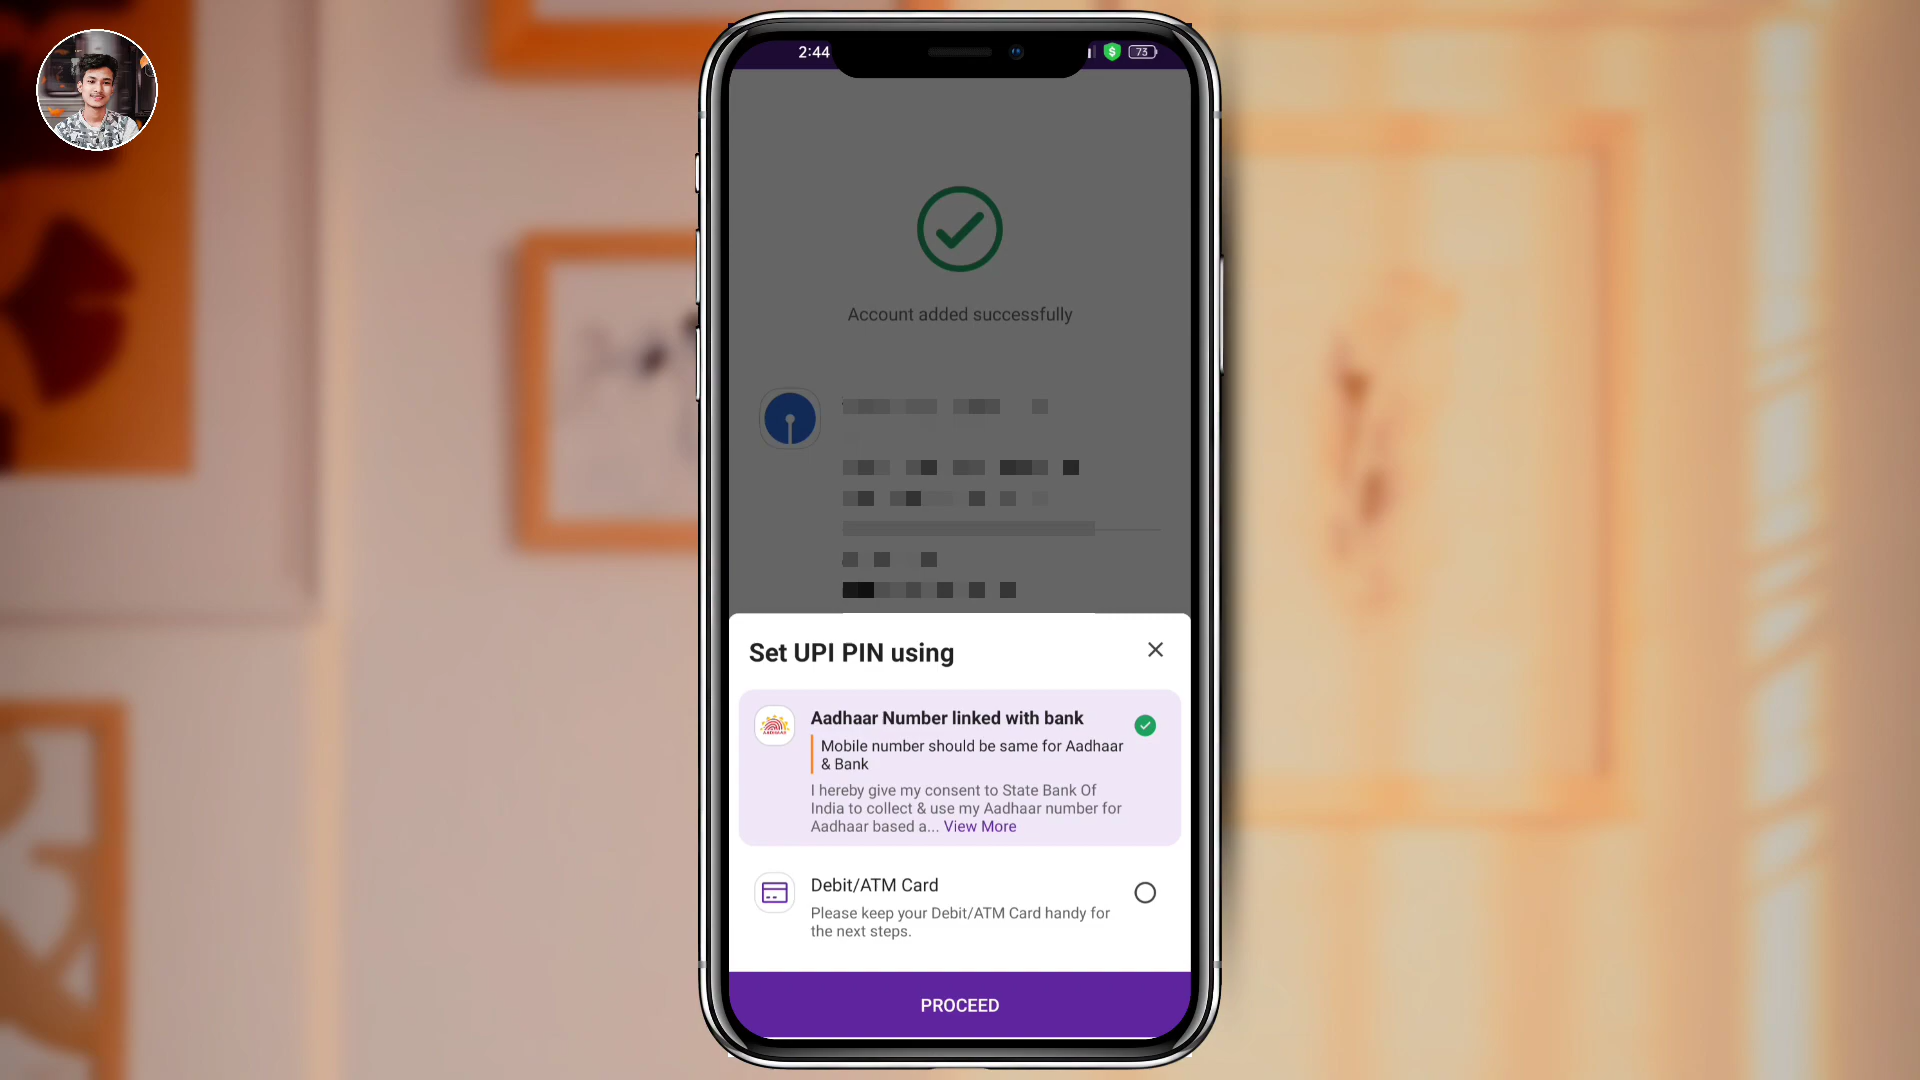 2:44
73
Account added successfully
Set UPI PIN using
Aadhaar Number linked with bank
Mobile number should be same for Aadhaar
& Bank
I hereby give my consent to State Bank Of
India to collect & use my Aadhaar number for
Aadhaar based a... View More
AADHAAR
Debit/ATM Card
Please keep your Debit/ATM Card handy for
the next steps.
PROCEED